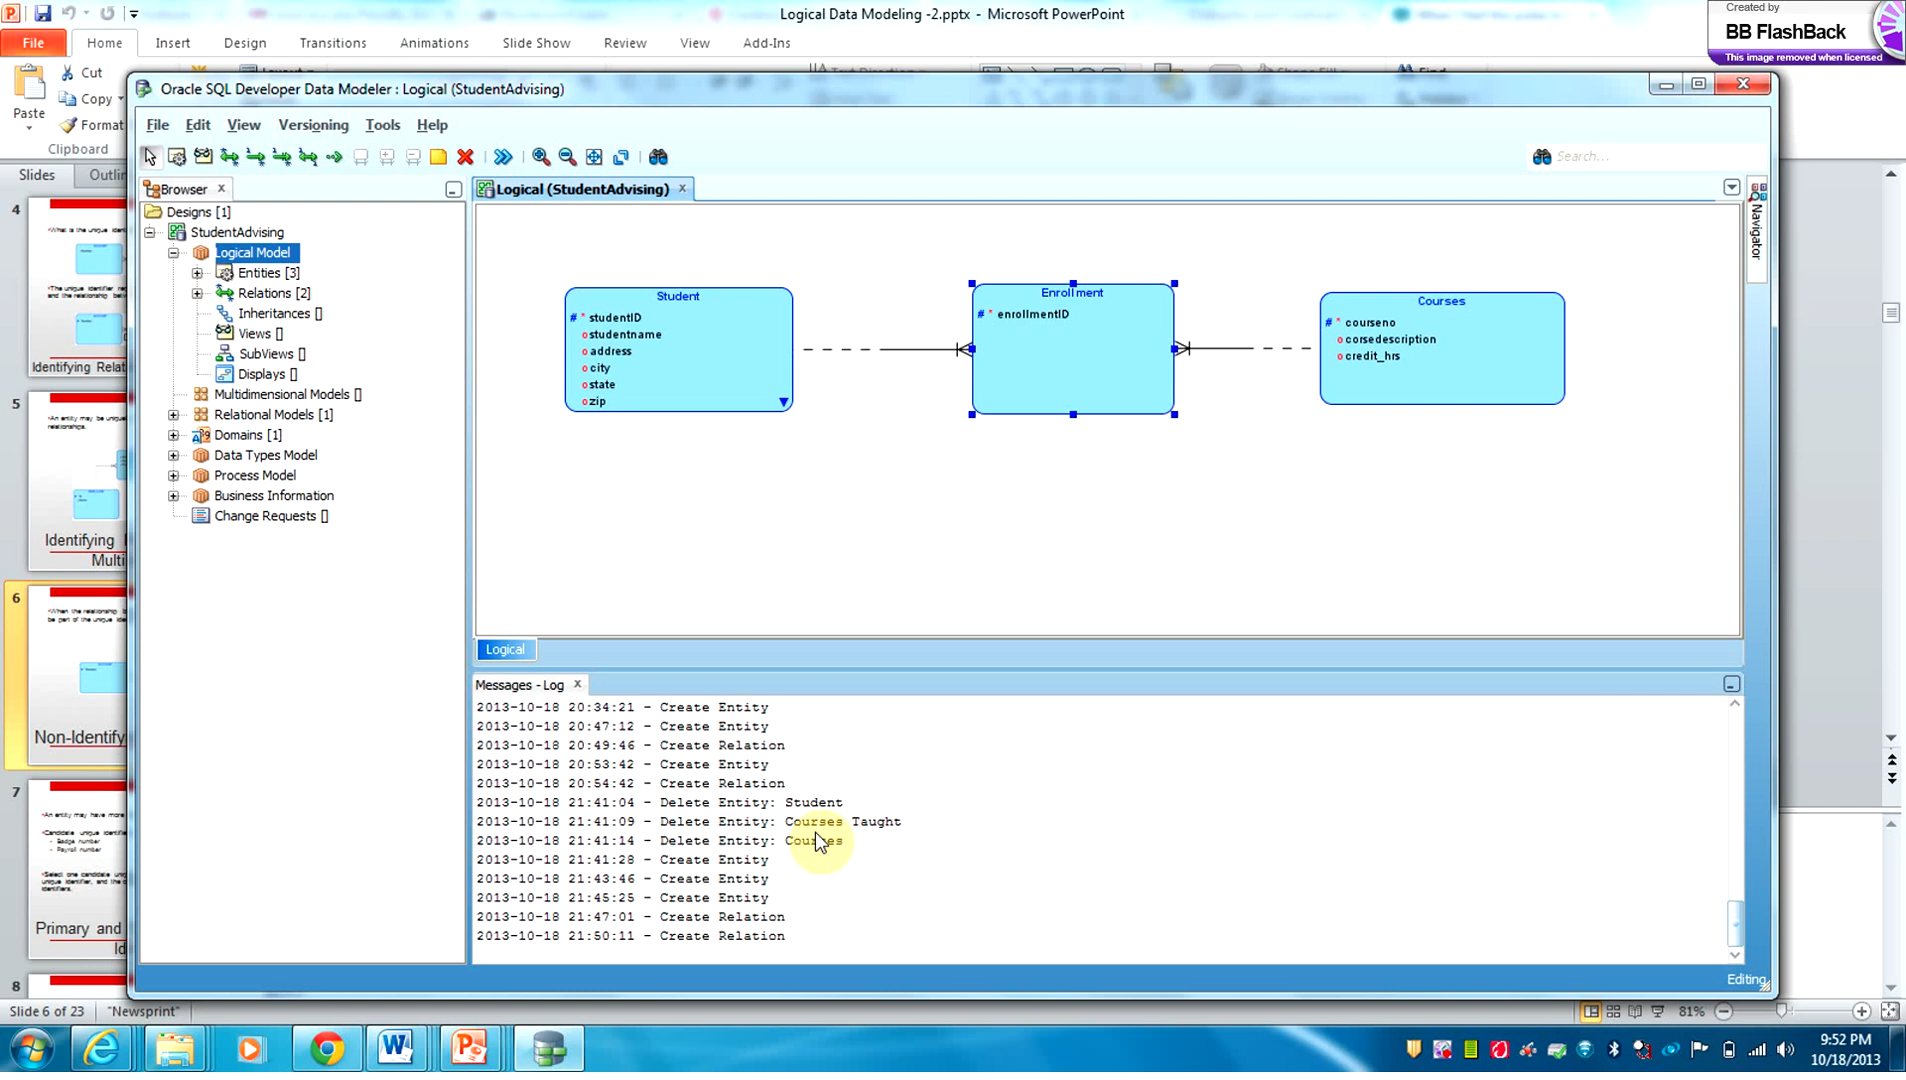 Logical Data Modeling -2.pptx - Microsoft PowerPoint
Created by
BB FlashBack
This image removed when licensed
File
Home
Insert
Design
Transitions
Animations
Slide Show
Review
View
Add-Ins
Cut
Copy
Paste
Format
Clipboard
Slides
Outlin
Oracle SQL Developer Data Modeler : Logical (StudentAdvising)
File
Edit
View
Versioning
Tools
Help
Search...
Browser
Logical (StudentAdvising)
Navigator
Designs [1]
StudentAdvising
Logical Model
Entities [3]
Relations [2]
Inheritances []
Views []
SubViews []
Displays []
Multidimensional Models []
Relational Models [1]
Domains [1]
Data Types Model
Process Model
Business Information
Change Requests []
Student
# * studentID
o studentname
o address
o city
o state
o zip
Enrollment
# * enrollmentID
Courses
# * courseno
o corsedescription
o credit_hrs
Logical
Messages - Log
2013-10-18 20:34:21 - Create Entity
2013-10-18 20:47:12 - Create Entity
2013-10-18 20:49:46 - Create Relation
2013-10-18 20:53:42 - Create Entity
2013-10-18 20:54:42 - Create Relation
2013-10-18 21:41:04 - Delete Entity: Student
2013-10-18 21:41:09 - Delete Entity: Courses Taught
2013-10-18 21:41:14 - Delete Entity: Courses
2013-10-18 21:41:28 - Create Entity
2013-10-18 21:43:46 - Create Entity
2013-10-18 21:45:25 - Create Entity
2013-10-18 21:47:01 - Create Relation
2013-10-18 21:50:11 - Create Relation
Editing
4
Identifying Relat
5
Identifying
Multi
6
Non-Identify
7
Primary and
Id
8
Slide 6 of 23
"Newsprint"
81%
9:52 PM
10/18/2013